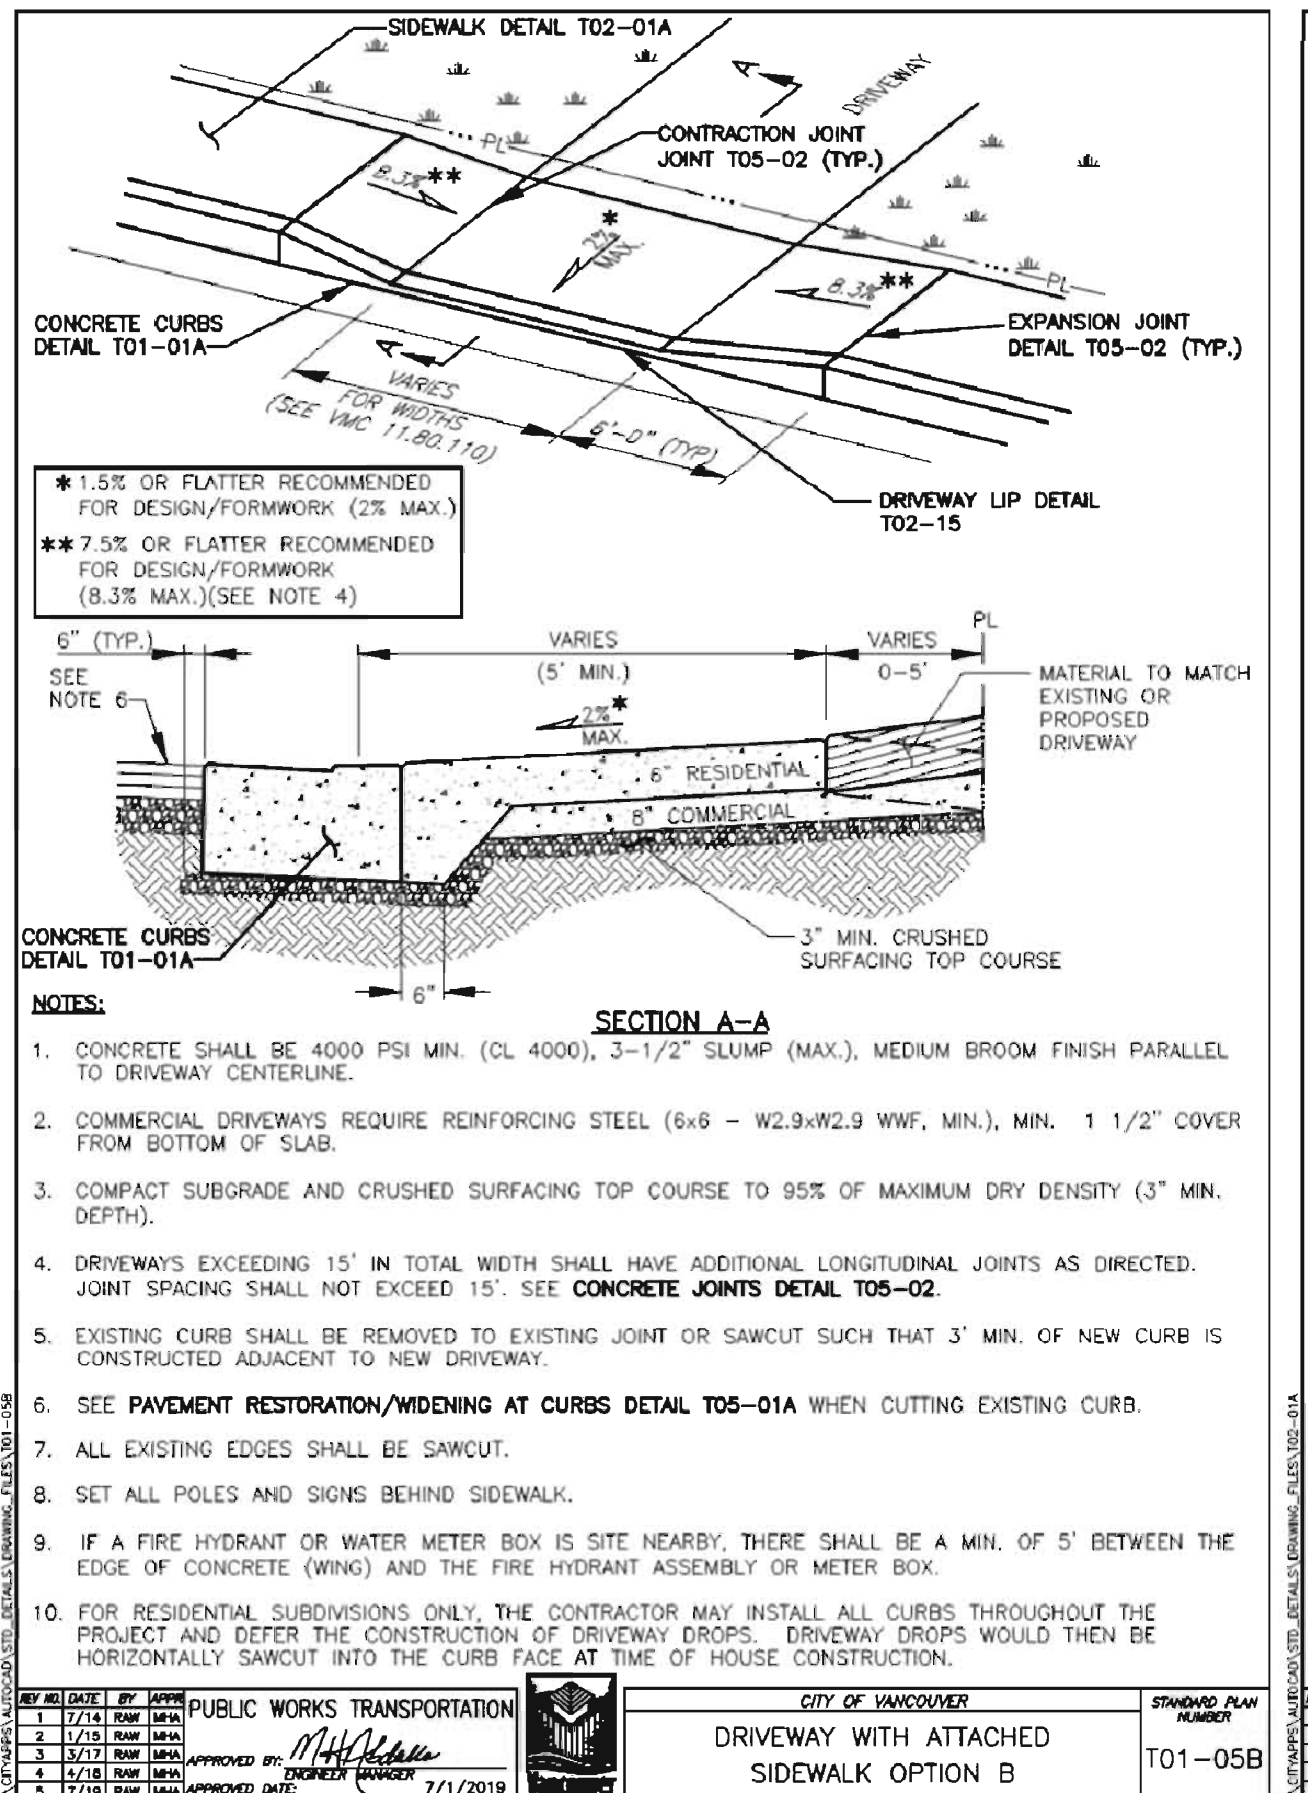 SIDEWALK DETAIL T02-01A
A
DRIVEWAY
CONTRACTION JOINT
JOINT T05-02 (TYP.)
PL
8.3%**
*
2%
MAX.
8.3%**
PL
CONCRETE CURBS
DETAIL T01-01A
EXPANSION JOINT
DETAIL T05-02 (TYP.)
A
VARIES
FOR WIDTHS
(SEE VMC 11.80.110)
6'-0" (TYP)
DRIVEWAY LIP DETAIL
T02-15
* 1.5% OR FLATTER RECOMMENDED
FOR DESIGN/FORMWORK (2% MAX.)
** 7.5% OR FLATTER RECOMMENDED
FOR DESIGN/FORMWORK
(8.3% MAX.)(SEE NOTE 4)
6" (TYP.)
VARIES
(5' MIN.)
VARIES
0-5'
PL
SEE
NOTE 6
2%*
MAX.
MATERIAL TO MATCH
EXISTING OR
PROPOSED
DRIVEWAY
6" RESIDENTIAL
8" COMMERCIAL
CONCRETE CURBS
DETAIL T01-01A
3" MIN. CRUSHED
SURFACING TOP COURSE
6"
NOTES:
SECTION A-A
1. CONCRETE SHALL BE 4000 PSI MIN. (CL 4000), 3-1/2" SLUMP (MAX.), MEDIUM BROOM FINISH PARALLEL
TO DRIVEWAY CENTERLINE.
2. COMMERCIAL DRIVEWAYS REQUIRE REINFORCING STEEL (6x6 - W2.9xW2.9 WWF, MIN.), MIN. 1 1/2" COVER
FROM BOTTOM OF SLAB.
3. COMPACT SUBGRADE AND CRUSHED SURFACING TOP COURSE TO 95% OF MAXIMUM DRY DENSITY (3" MIN.
DEPTH).
4. DRIVEWAYS EXCEEDING 15' IN TOTAL WIDTH SHALL HAVE ADDITIONAL LONGITUDINAL JOINTS AS DIRECTED.
JOINT SPACING SHALL NOT EXCEED 15'. SEE CONCRETE JOINTS DETAIL T05-02.
5. EXISTING CURB SHALL BE REMOVED TO EXISTING JOINT OR SAWCUT SUCH THAT 3' MIN. OF NEW CURB IS
CONSTRUCTED ADJACENT TO NEW DRIVEWAY.
6. SEE PAVEMENT RESTORATION/WIDENING AT CURBS DETAIL T05-01A WHEN CUTTING EXISTING CURB.
7. ALL EXISTING EDGES SHALL BE SAWCUT.
8. SET ALL POLES AND SIGNS BEHIND SIDEWALK.
9. IF A FIRE HYDRANT OR WATER METER BOX IS SITE NEARBY, THERE SHALL BE A MIN. OF 5' BETWEEN THE
EDGE OF CONCRETE (WING) AND THE FIRE HYDRANT ASSEMBLY OR METER BOX.
10. FOR RESIDENTIAL SUBDIVISIONS ONLY, THE CONTRACTOR MAY INSTALL ALL CURBS THROUGHOUT THE
PROJECT AND DEFER THE CONSTRUCTION OF DRIVEWAY DROPS. DRIVEWAY DROPS WOULD THEN BE
HORIZONTALLY SAWCUT INTO THE CURB FACE AT TIME OF HOUSE CONSTRUCTION.
REV NO. DATE BY APPR
1 7/14 RAW MHA
2 1/15 RAW MHA
3 3/17 RAW MHA
4 4/18 RAW MHA
5 7/19 RAW MHA
PUBLIC WORKS TRANSPORTATION
APPROVED BY:
ENGINEER MANAGER
APPROVED DATE: 7/1/2019
CITY OF VANCOUVER
DRIVEWAY WITH ATTACHED
SIDEWALK OPTION B
STANDARD PLAN
NUMBER
T01-05B
\CITYAPPS\AUTOCAD\STD_DETAILS\DRAWING_FILES\T01-05B
\CITYAPPS\AUTOCAD\STD_DETAILS\DRAWING_FILES\T02-01A